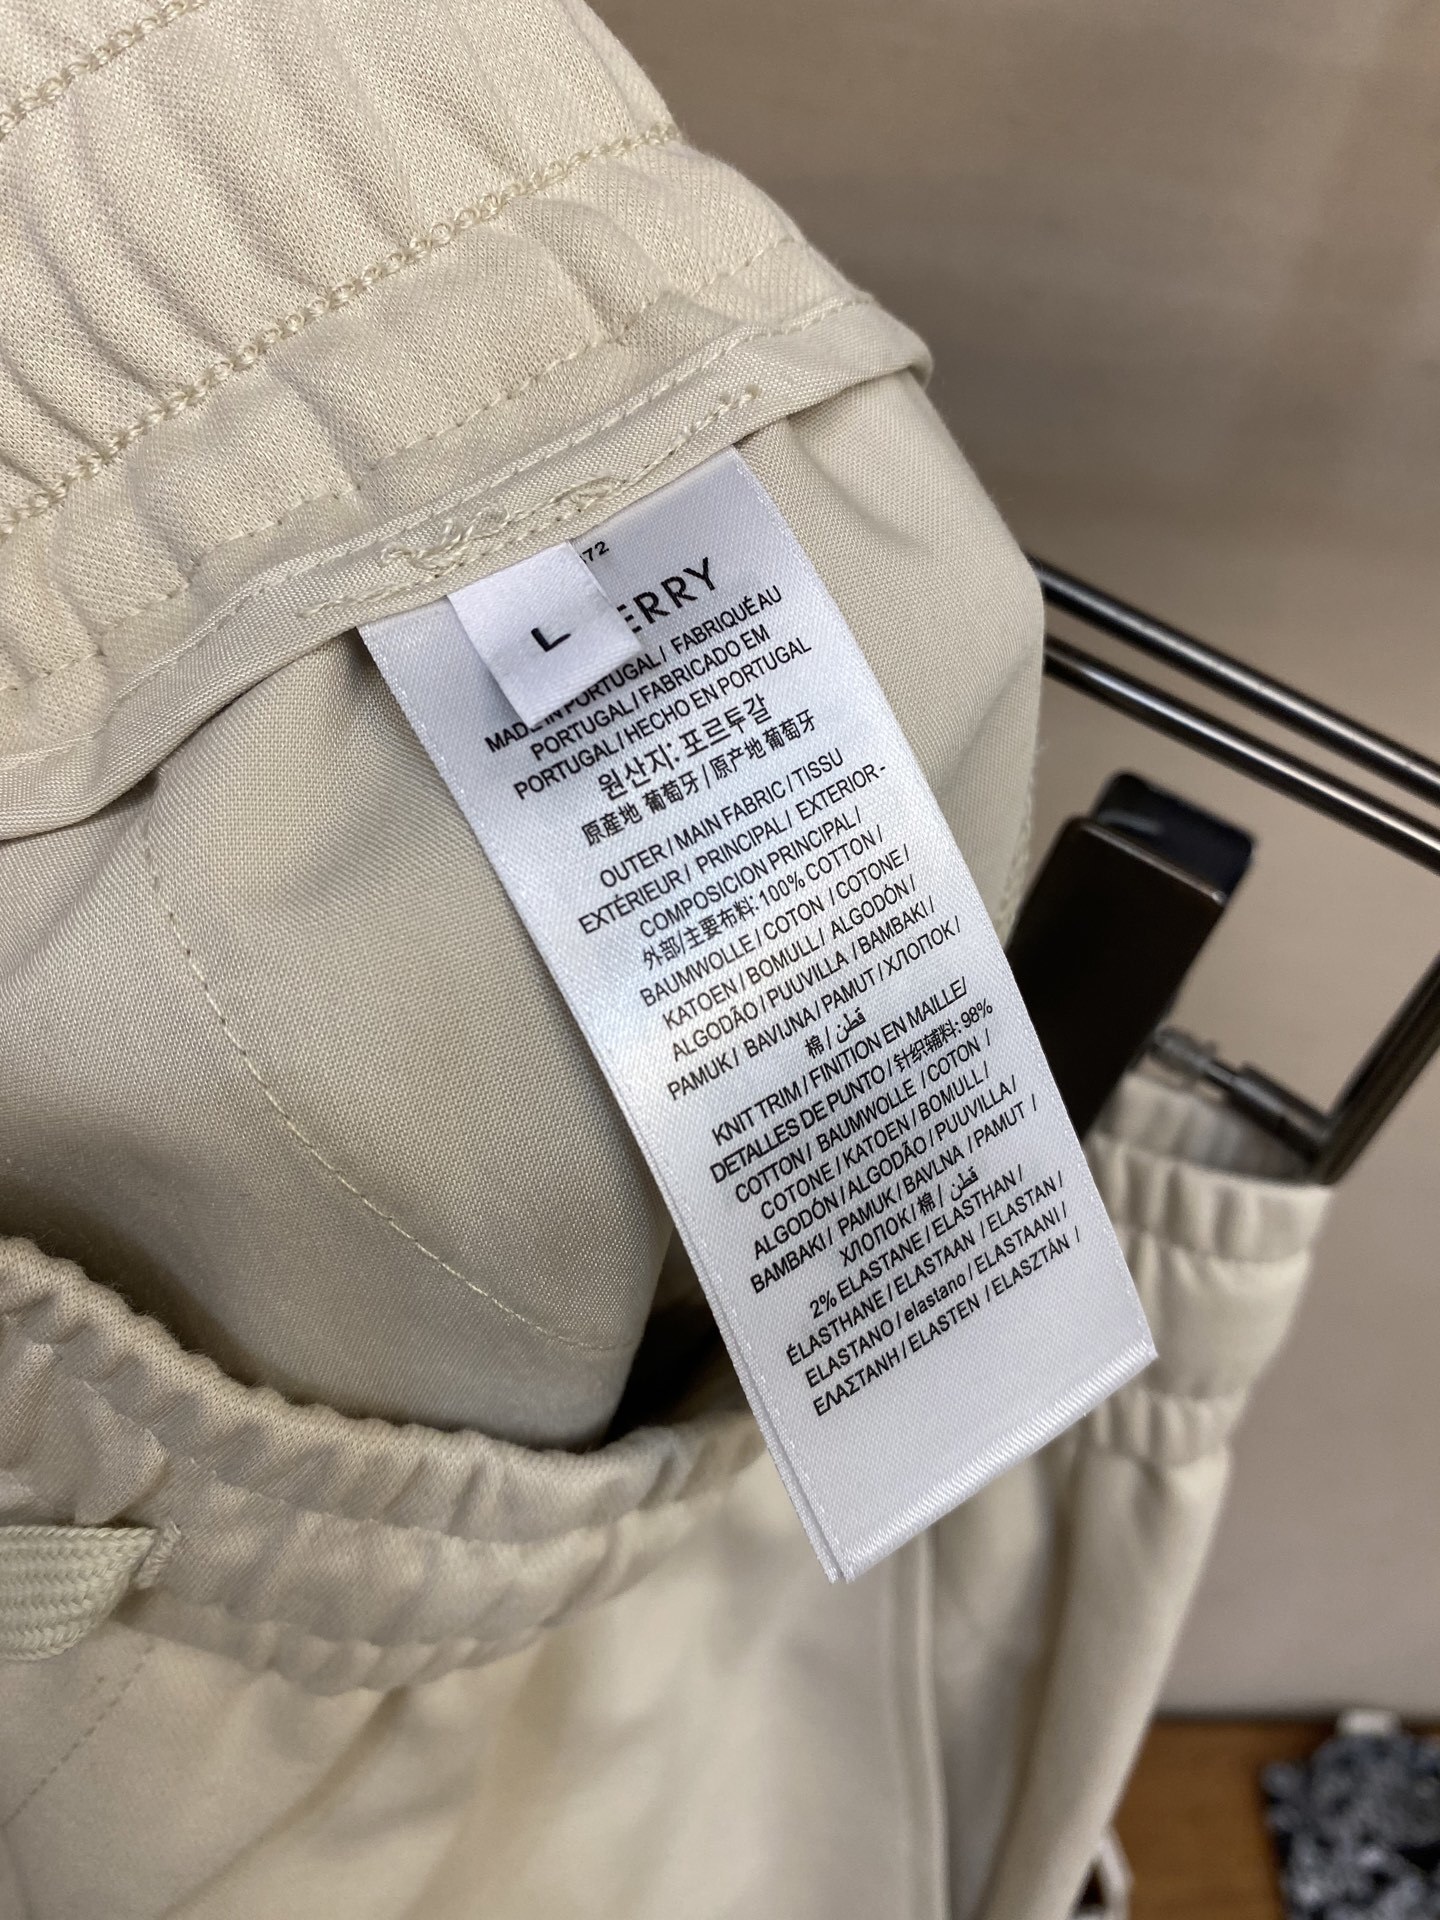 72
ERRY
L
MADE IN PORTUGAL / FABRIQUÉ AU
PORTUGAL / FABRICADO EM
PORTUGAL / HECHO EN PORTUGAL
원산지: 포르투갈
原產地 葡萄牙 / 原产地 葡萄牙
OUTER / MAIN FABRIC / TISSU
EXTÉRIEUR / PRINCIPAL / EXTERIOR -
COMPOSICION PRINCIPAL /
外部/主要布料: 100% COTTON /
BAUMWOLLE / COTON / COTONE /
KATOEN / BOMULL / ALGODÓN /
ALGODÃO / PUUVILLA / BAMBAKI /
PAMUK / BAVLJNA / PAMUT / ХЛОПОК /
棉 / قطن
KNIT TRIM / FINITION EN MAILLE/
DETALLES DE PUNTO / 针织辅料: 98%
COTTON / BAUMWOLLE / COTON /
COTONE / KATOEN / BOMULL /
ALGODÓN / ALGODÃO / PUUVILLA /
BAMBAKI / PAMUK / BAVLNA / PAMUT /
ХЛОПОК / 棉 / قطن
2% ELASTANE / ELASTHAN /
ÉLASTHANE / ELASTAAN / ELASTAN /
ELASTANO / elastano / ELASTAANI /
ΕΛΑΣΤΑΝΗ / ELASTEN / ELASZTÁN /